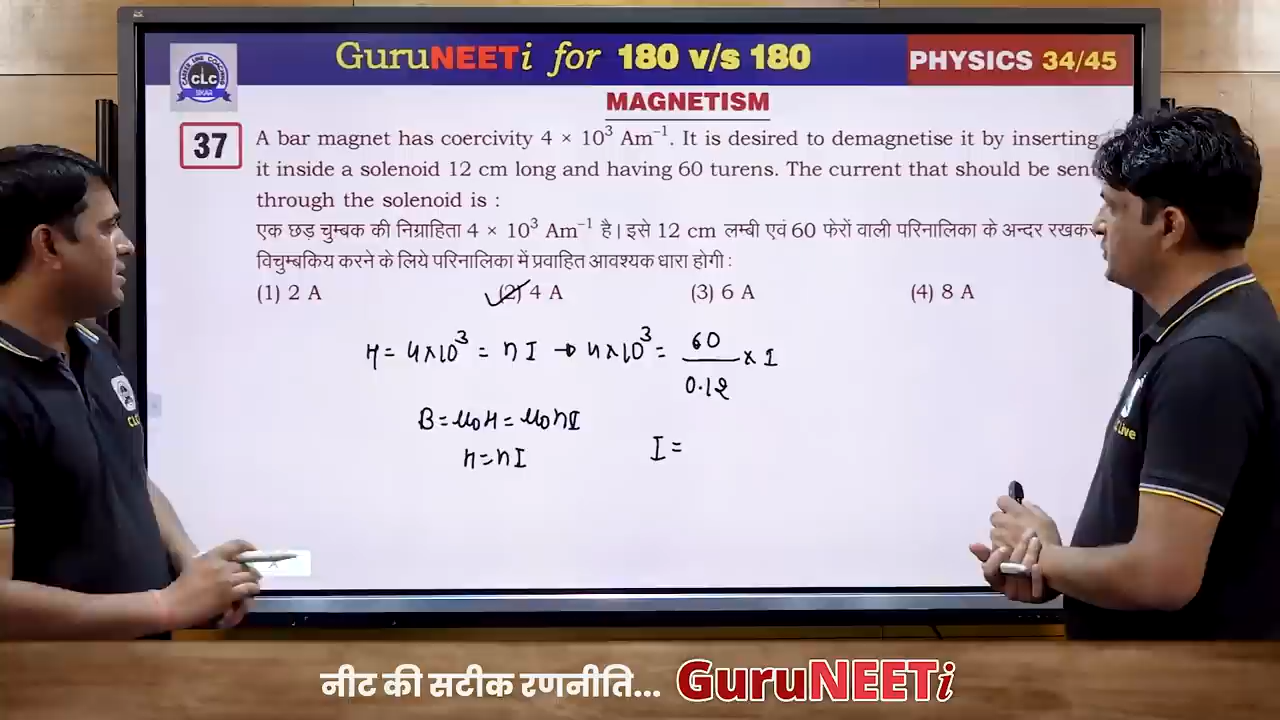 GuruNEETi for 180 v/s 180
PHYSICS 34/45
CLC
SIKAR
MAGNETISM
37
A bar magnet has coercivity 4 × 10³ Am⁻¹. It is desired to demagnetise it by inserting
it inside a solenoid 12 cm long and having 60 turens. The current that should be sent
through the solenoid is :
एक छड़ चुम्बक की निग्राहिता 4 × 10³ Am⁻¹ है। इसे 12 cm लम्बी एवं 60 फेरों वाली परिनालिका के अन्दर रखकर
विचुम्बकिय करने के लिये परिनालिका में प्रवाहित आवश्यक धारा होगी :
(1) 2 A (2) 4 A (3) 6 A (4) 8 A
H = 4×10³ = nI → 4×10³ = 60/0.12 × I
B = μ₀H = μ₀nI
H = nI
I =
Live
नीट की सटीक रणनीति... GuruNEETi